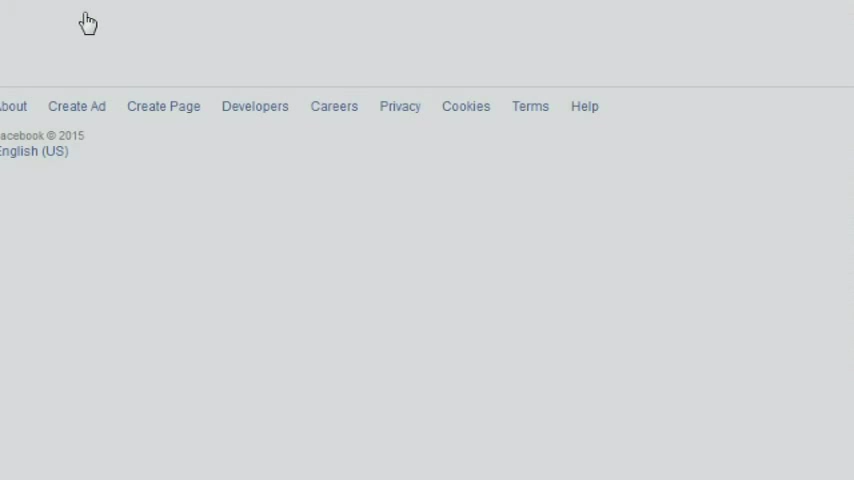 bout Create Ad Create Page Developers Careers Privacy Cookies Terms Help
acebook © 2015
English (US)